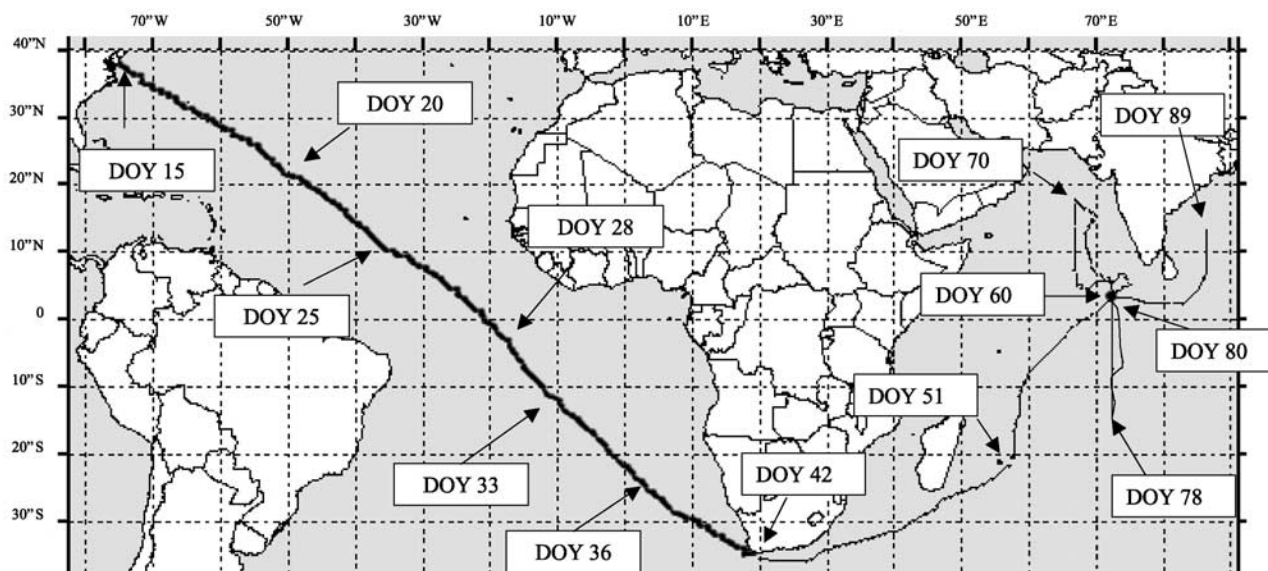 70"W 50"W 30"W 10"W 10"E 30"E 50"E 70"E
40"N
DOY 20
DOY 89
30"N
DOY 70
DOY 15
20"N
DOY 28
10"N
DOY 60
DOY 25
0
DOY 80
10"S
DOY 51
20"S
DOY 42
DOY 33
DOY 78
30"S
DOY 36